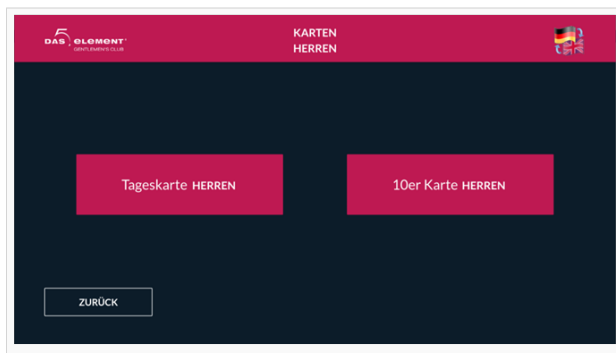 DAS 5 ELEMENT
GENTLEMEN'S CLUB
KARTEN
HERREN
Tageskarte HERREN
10er Karte HERREN
ZURÜCK